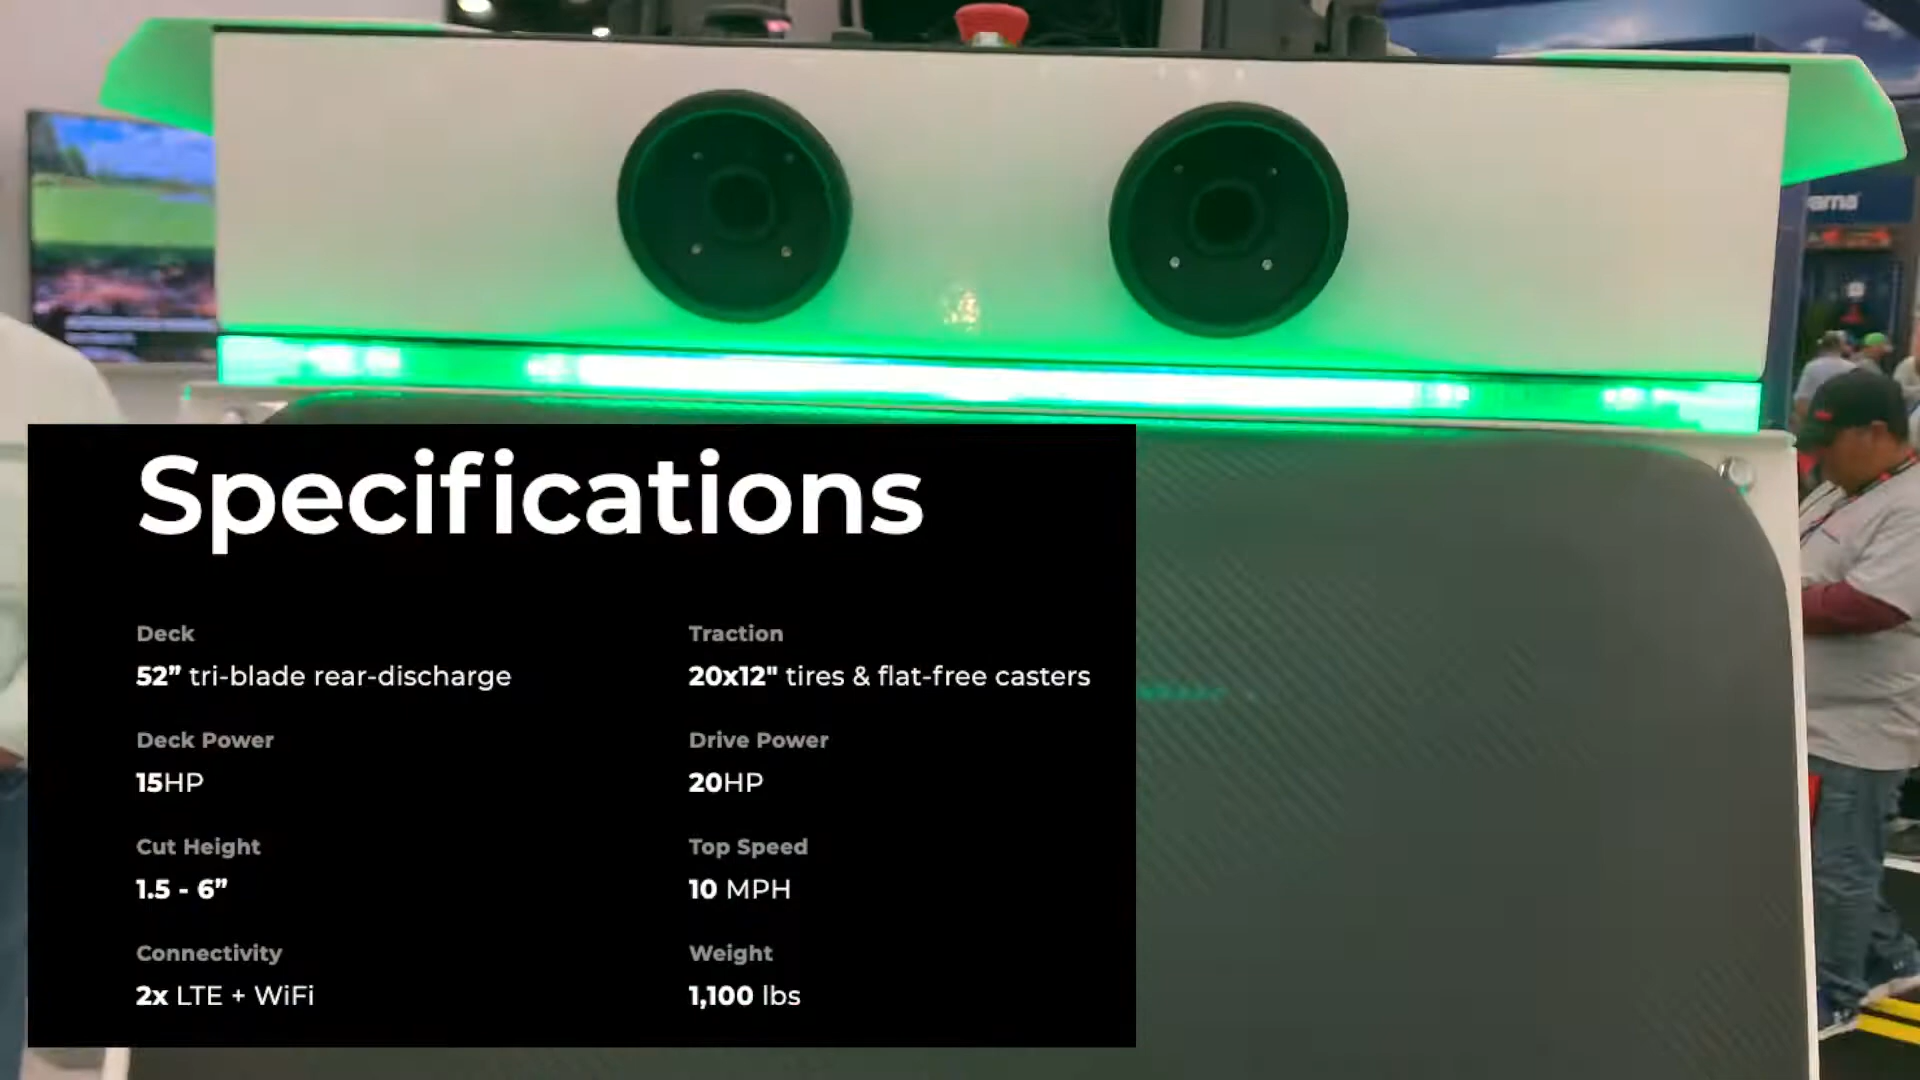 Specifications
Deck
52” tri-blade rear-discharge
Traction
20x12" tires & flat-free casters
Deck Power
15HP
Drive Power
20HP
Cut Height
1.5 - 6”
Top Speed
10 MPH
Connectivity
2x LTE + WiFi
Weight
1,100 lbs